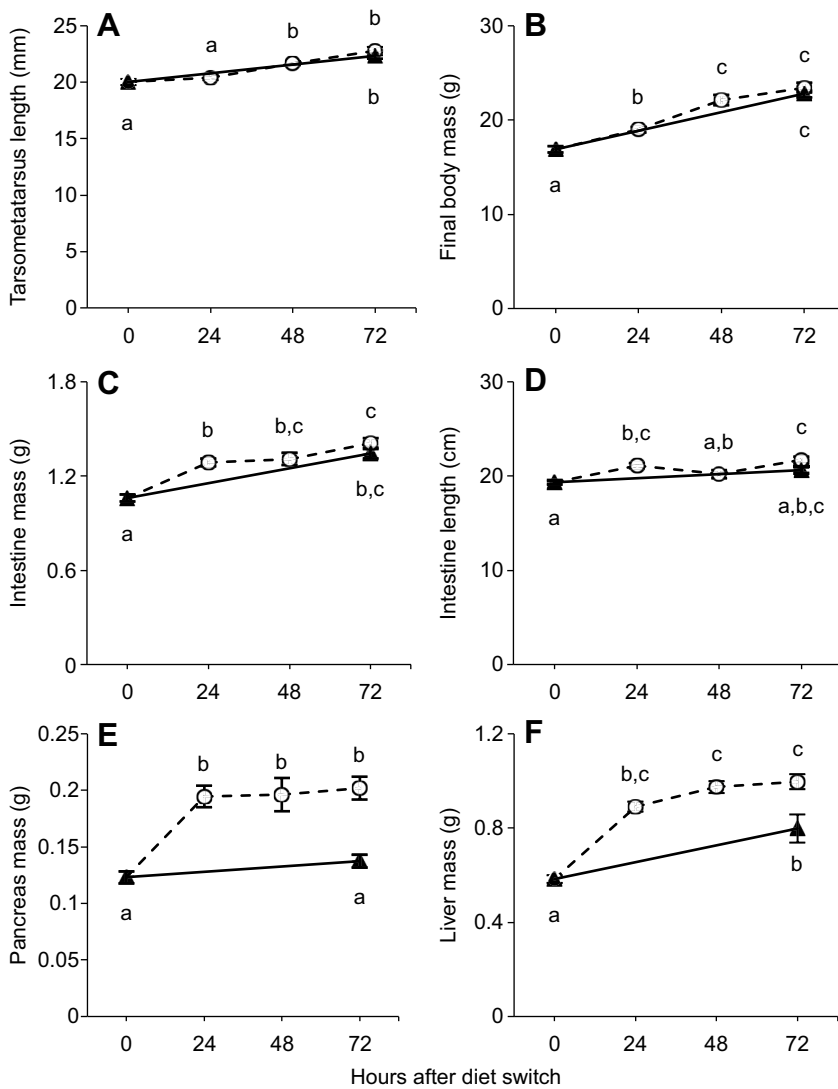 A
B
25
20
15
10
5
0
Tarsometatarsus length (mm)
a
b
b
a
b
0 24 48 72
30
20
10
0
Final body mass (g)
b
c
c
a
c
0 24 48 72
C
D
1.8
1.2
0.6
0
Intestine mass (g)
b
b,c
c
a
b,c
0 24 48 72
30
20
10
0
Intestine length (cm)
b,c
a,b
c
a
a,b,c
0 24 48 72
E
F
0.25
0.2
0.15
0.1
0.05
0
Pancreas mass (g)
b
b
b
a
a
0 24 48 72
1.2
0.8
0.4
0
Liver mass (g)
b,c
c
c
a
b
0 24 48 72
Hours after diet switch